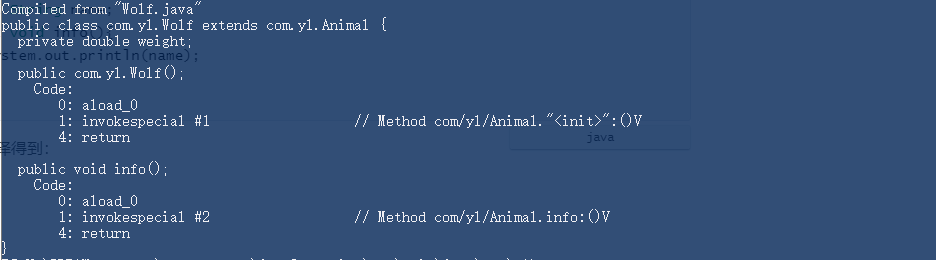 Compiled from "Wolf.java"
public class com.yl.Wolf extends com.yl.Animal {
private double weight;
stem.out.println(name);
public com.yl.Wolf();
Code:
0: aload_0
1: invokespecial #1 // Method com/yl/Animal."<init>":()V
4: return
java
译得到:
public void info();
Code:
0: aload_0
1: invokespecial #2 // Method com/yl/Animal.info:()V
4: return
}